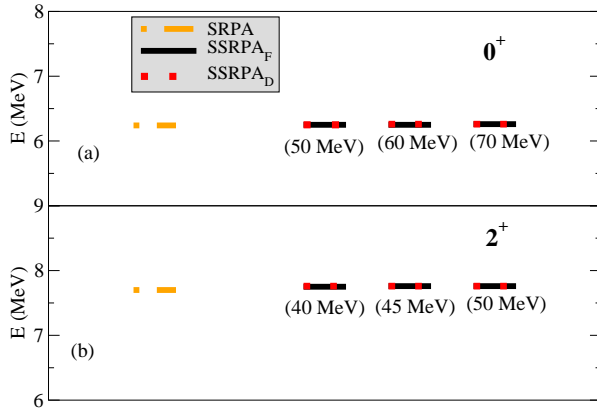 8
SRPA
SSRPA_F
SSRPA_D
0^+
E (MeV)
6
(a)
(50 MeV)
(60 MeV)
(70 MeV)
9
2^+
8
E (MeV)
7
(40 MeV)
(45 MeV)
(50 MeV)
(b)
6